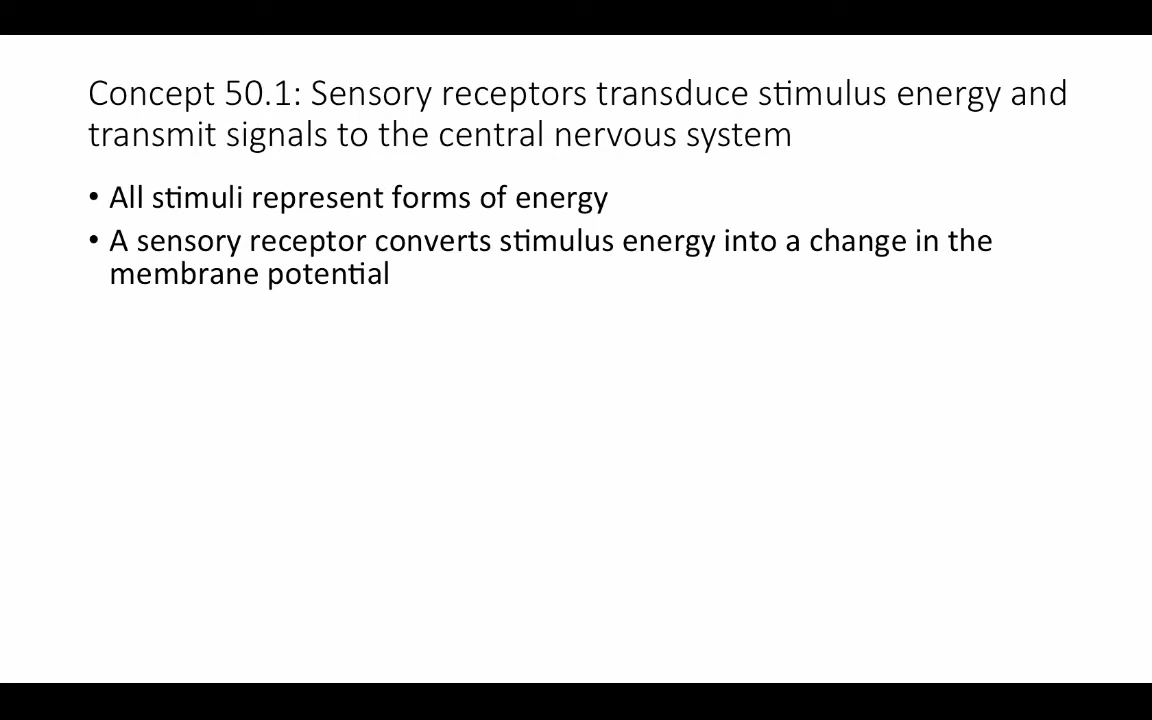 Concept 50.1: Sensory receptors transduce stimulus energy and
transmit signals to the central nervous system
• All stimuli represent forms of energy
• A sensory receptor converts stimulus energy into a change in the
membrane potential